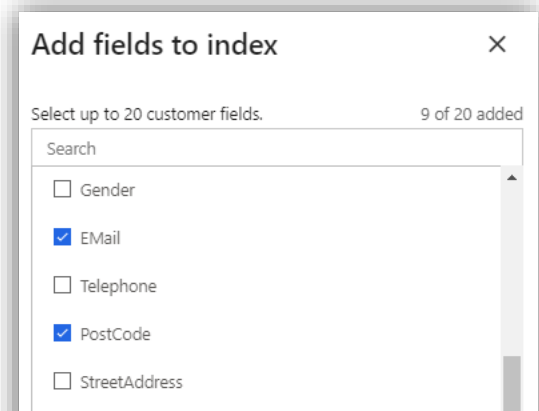 Add fields to index
Select up to 20 customer fields. 9 of 20 added
Search
Gender
EMail
Telephone
PostCode
StreetAddress